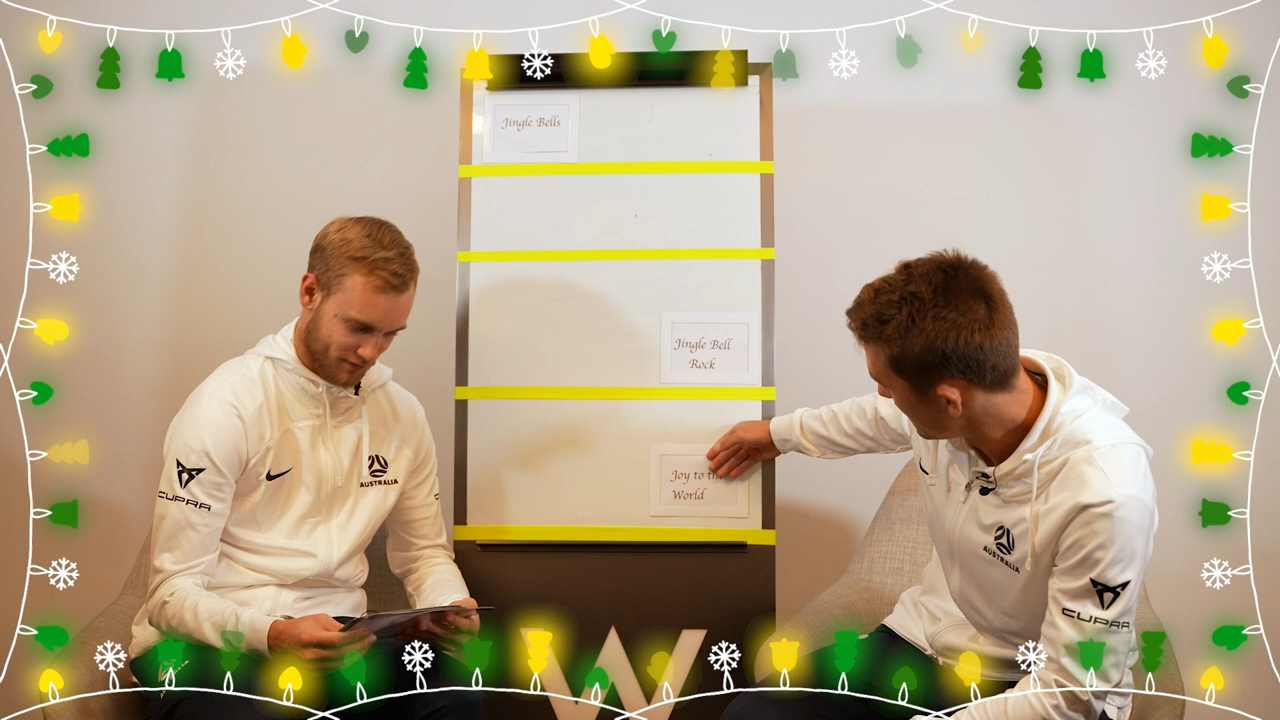 Jingle Bells
Jingle Bell
Rock
Joy to the
World
CUPRA
AUSTRALIA
AUSTRALIA
CUPRA
W